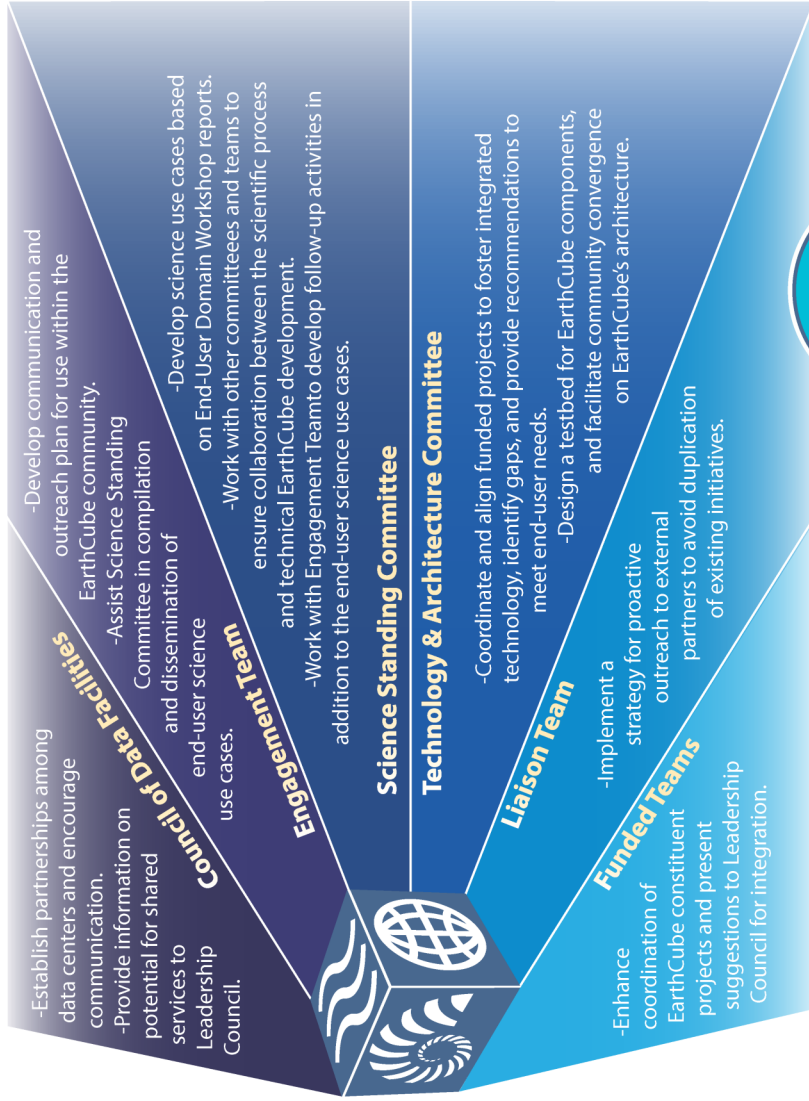 -Establish partnerships among
data centers and encourage
communication.
-Provide information on
potential for shared
services to
Leadership
Council.
Council of Data Facilities
-Develop communication and
outreach plan for use within the
EarthCube community.
-Assist Science Standing
Committee in compilation
and dissemination of
end-user science
use cases.
Engagement Team
-Develop science use cases based
on End-User Domain Workshop reports.
-Work with other committeees and teams to
ensure collaboration between the scientific process
and technical EarthCube development.
-Work with Engagement Teamto develop follow-up activities in
addition to the end-user science use cases.
Science Standing Committee
Technology & Architecture Committee
-Coordinate and align funded projects to foster integrated
technology, identify gaps, and provide recommendations to
meet end-user needs.
-Design a testbed for EarthCube components,
and facilitate community convergence
on EarthCube's architecture.
Liaison Team
-Implement a
strategy for proactive
outreach to external
partners to avoid duplication
of existing initiatives.
Funded Teams
-Enhance
coordination of
EarthCube constituent
projects and present
suggestions to Leadership
Council for integration.